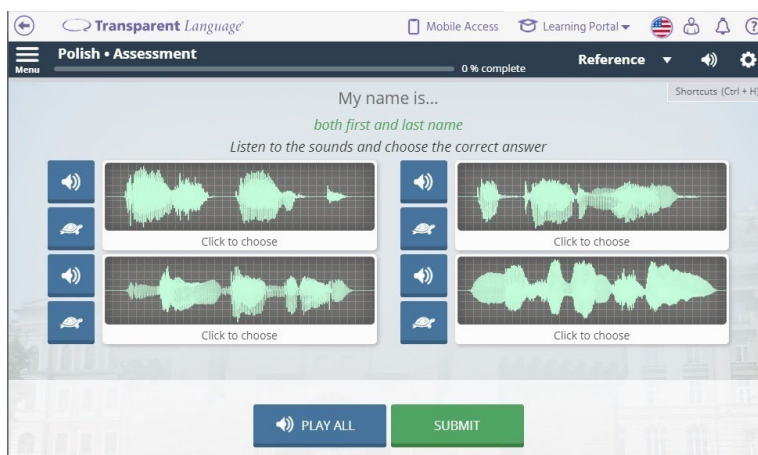 Transparent Language®
Mobile Access
Learning Portal
Menu
Polish • Assessment
0 % complete
Reference
Shortcuts (Ctrl + H)
My name is...
both first and last name
Listen to the sounds and choose the correct answer
Click to choose
Click to choose
Click to choose
Click to choose
PLAY ALL
SUBMIT